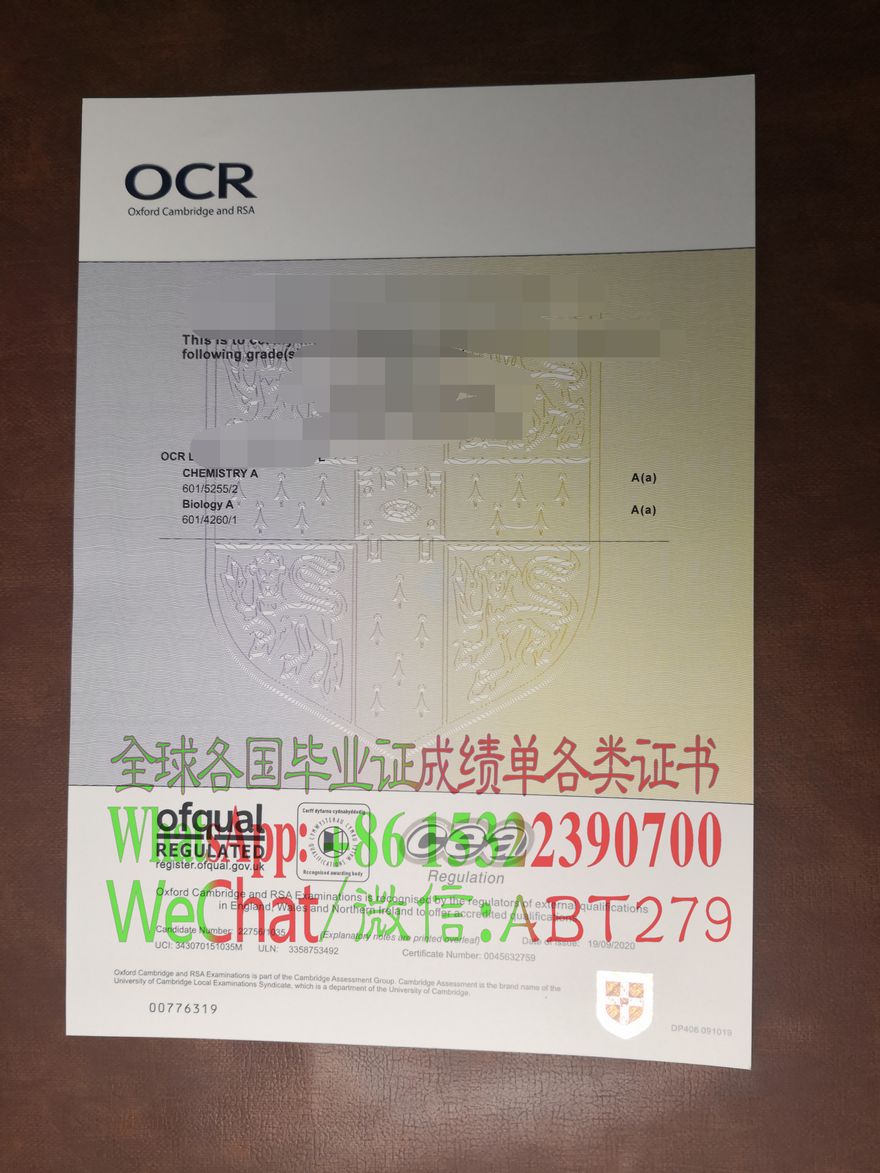 OCR
Oxford Cambridge and RSA
This is to
following grade(s
OCR
CHEMISTRY A
A(a)
601/5255/2
Biology A
A(a)
601/4260/1
全球各国毕业证成绩单各类证书
ofqual
REGULATED
register.ofqual.gov.uk
Corff dyfarnu cydnabyddedig
Recognised awarding body
WhatsApp: +86 15322390700
cea
Regulation
Oxford Cambridge and RSA Examinations is recognised by the regulators of external qualifications
in England, Wales and Northern Ireland to offer accredited qualifications
WeChat/微信:ABT279
Candidate Number: 22756/1035
(Explanatory notes are printed overleaf)
Date of Issue: 19/09/2020
UCI: 343070151035M ULN: 3358753492
Certificate Number: 0045632759
Oxford Cambridge and RSA Examinations is part of the Cambridge Assessment Group. Cambridge Assessment is the brand name of the
University of Cambridge Local Examinations Syndicate, which is a department of the University of Cambridge.
00776319
DP406 091019